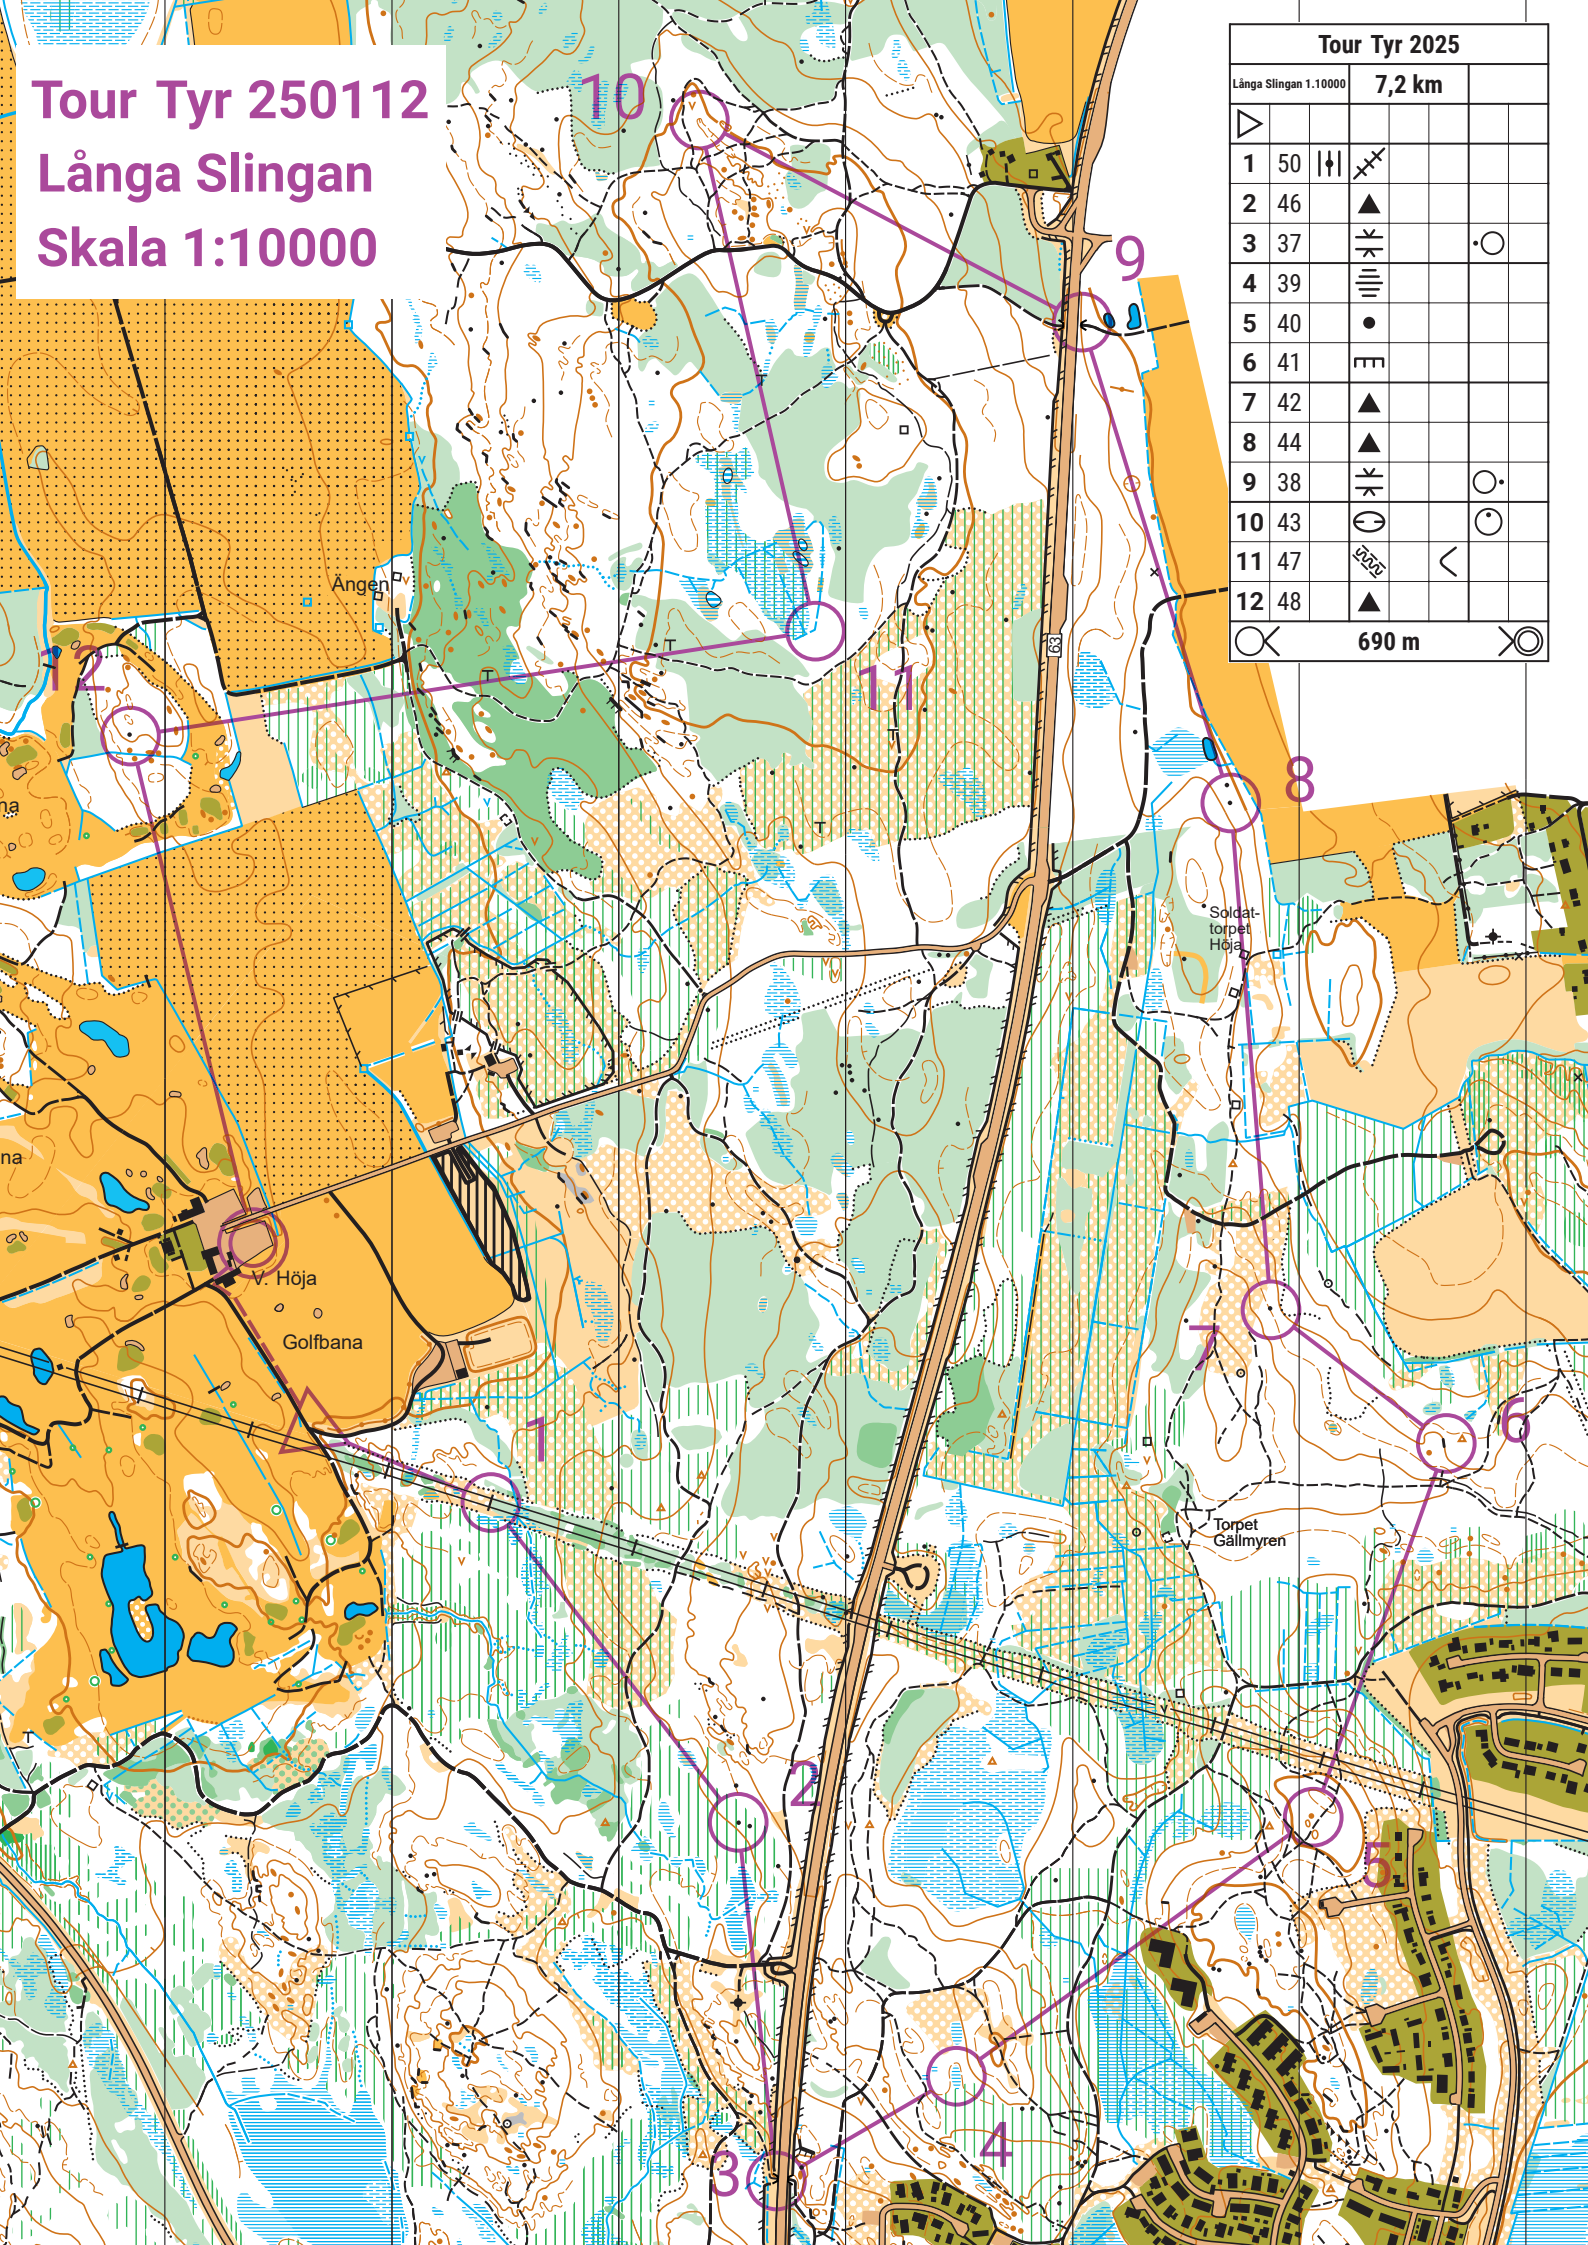 Tour Tyr 250112
Långa Slingan
Skala 1:10000
Tour Tyr 2025
Långa Slingan 1.10000 7,2 km
1 50
2 46
3 37
4 39
5 40
6 41
7 42
8 44
9 38
10 43
11 47
12 48
690 m
10
9
Ängen
63
12
11
8
na
Soldat-
torpet
Höja
na
V. Höja
Golfbana
7
1
6
Torpet
Gällmyren
2
5
4
3